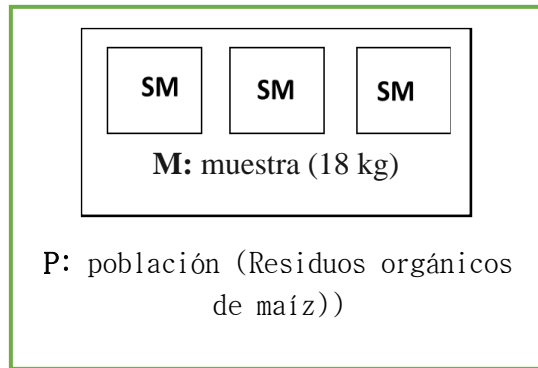 SM SM SM
M: muestra (18 kg)
P: población (Residuos orgánicos
de maíz))